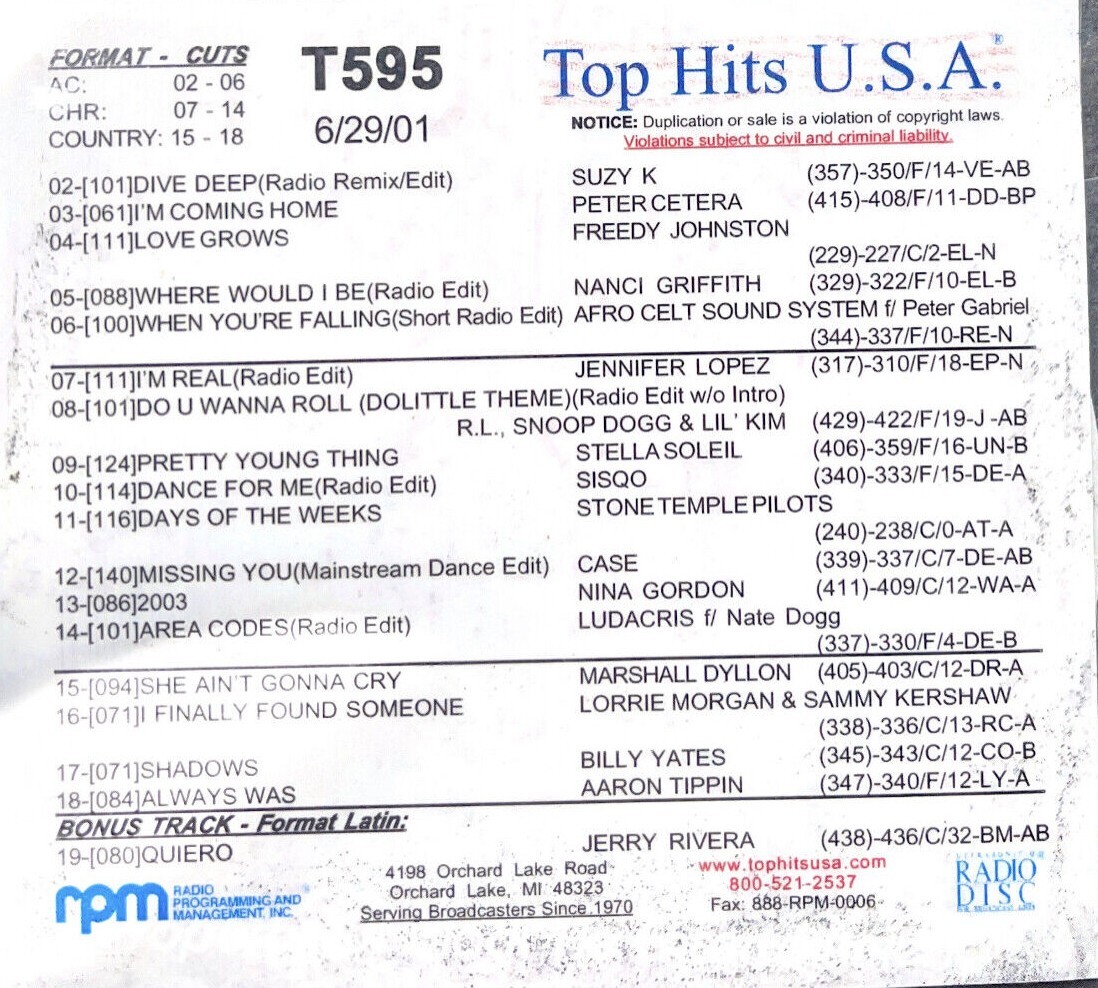 FORMAT - CUTS
AC: 02 - 06
CHR: 07 - 14
COUNTRY: 15 - 18
T595
6/29/01
Top Hits U.S.A.®
NOTICE: Duplication or sale is a violation of copyright laws.
Violations subject to civil and criminal liability.
02-[101]DIVE DEEP(Radio Remix/Edit) SUZY K (357)-350/F/14-VE-AB
03-[061]I'M COMING HOME PETER CETERA (415)-408/F/11-DD-BP
04-[111]LOVE GROWS FREEDY JOHNSTON
(229)-227/C/2-EL-N
05-[088]WHERE WOULD I BE(Radio Edit) NANCI GRIFFITH (329)-322/F/10-EL-B
06-[100]WHEN YOU'RE FALLING(Short Radio Edit) AFRO CELT SOUND SYSTEM f/ Peter Gabriel
(344)-337/F/10-RE-N
07-[111]I'M REAL(Radio Edit) JENNIFER LOPEZ (317)-310/F/18-EP-N
08-[101]DO U WANNA ROLL (DOLITTLE THEME)(Radio Edit w/o Intro)
R.L., SNOOP DOGG & LIL' KIM (429)-422/F/19-J -AB
09-[124]PRETTY YOUNG THING STELLA SOLEIL (406)-359/F/16-UN-B
10-[114]DANCE FOR ME(Radio Edit) SISQO (340)-333/F/15-DE-A
11-[116]DAYS OF THE WEEKS STONE TEMPLE PILOTS
(240)-238/C/0-AT-A
12-[140]MISSING YOU(Mainstream Dance Edit) CASE (339)-337/C/7-DE-AB
13-[086]2003 NINA GORDON (411)-409/C/12-WA-A
14-[101]AREA CODES(Radio Edit) LUDACRIS f/ Nate Dogg
(337)-330/F/4-DE-B
15-[094]SHE AIN'T GONNA CRY MARSHALL DYLLON (405)-403/C/12-DR-A
16-[071]I FINALLY FOUND SOMEONE LORRIE MORGAN & SAMMY KERSHAW
(338)-336/C/13-RC-A
17-[071]SHADOWS BILLY YATES (345)-343/C/12-CO-B
18-[084]ALWAYS WAS AARON TIPPIN (347)-340/F/12-LY-A
BONUS TRACK - Format Latin:
19-[080]QUIERO JERRY RIVERA (438)-436/C/32-BM-AB
rpm RADIO
PROGRAMMING AND
MANAGEMENT, INC.
4198 Orchard Lake Road
Orchard Lake, MI 48323
Serving Broadcasters Since 1970
www.tophitsusa.com
800-521-2537
Fax: 888-RPM-0006
RADIO
DISC